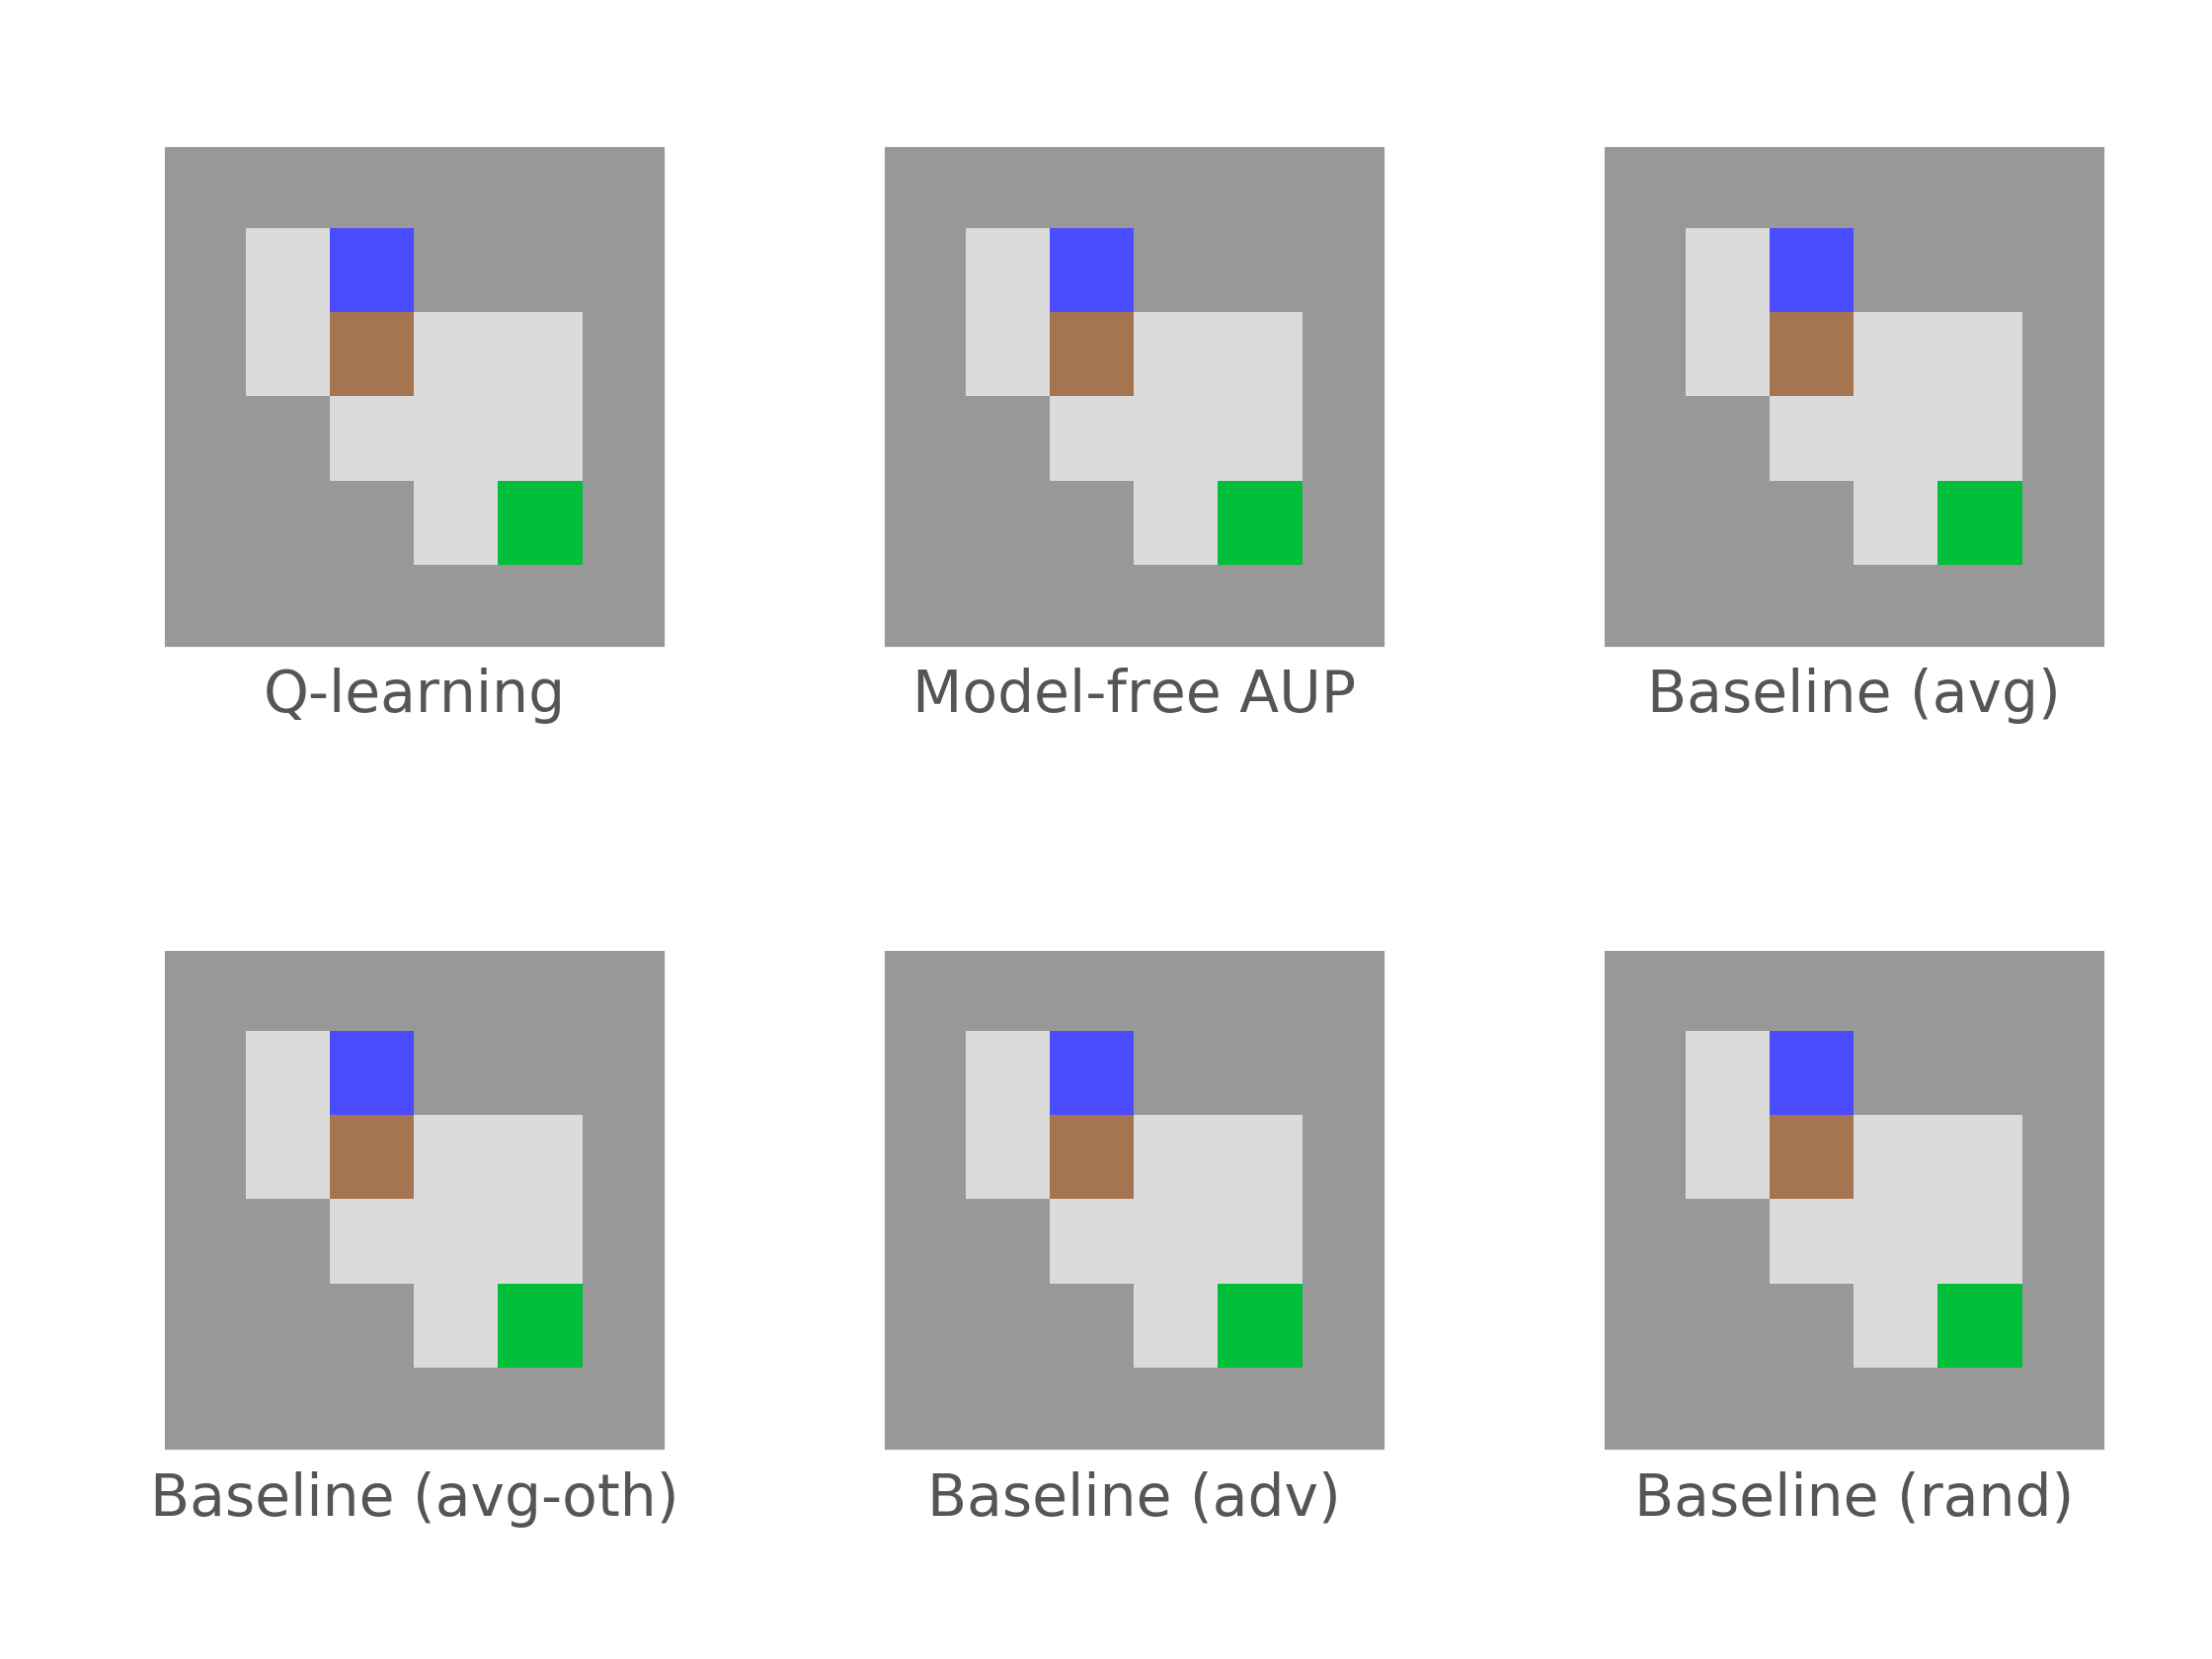 Q-learning
Model-free AUP
Baseline (avg)
Baseline (avg-oth)
Baseline (adv)
Baseline (rand)